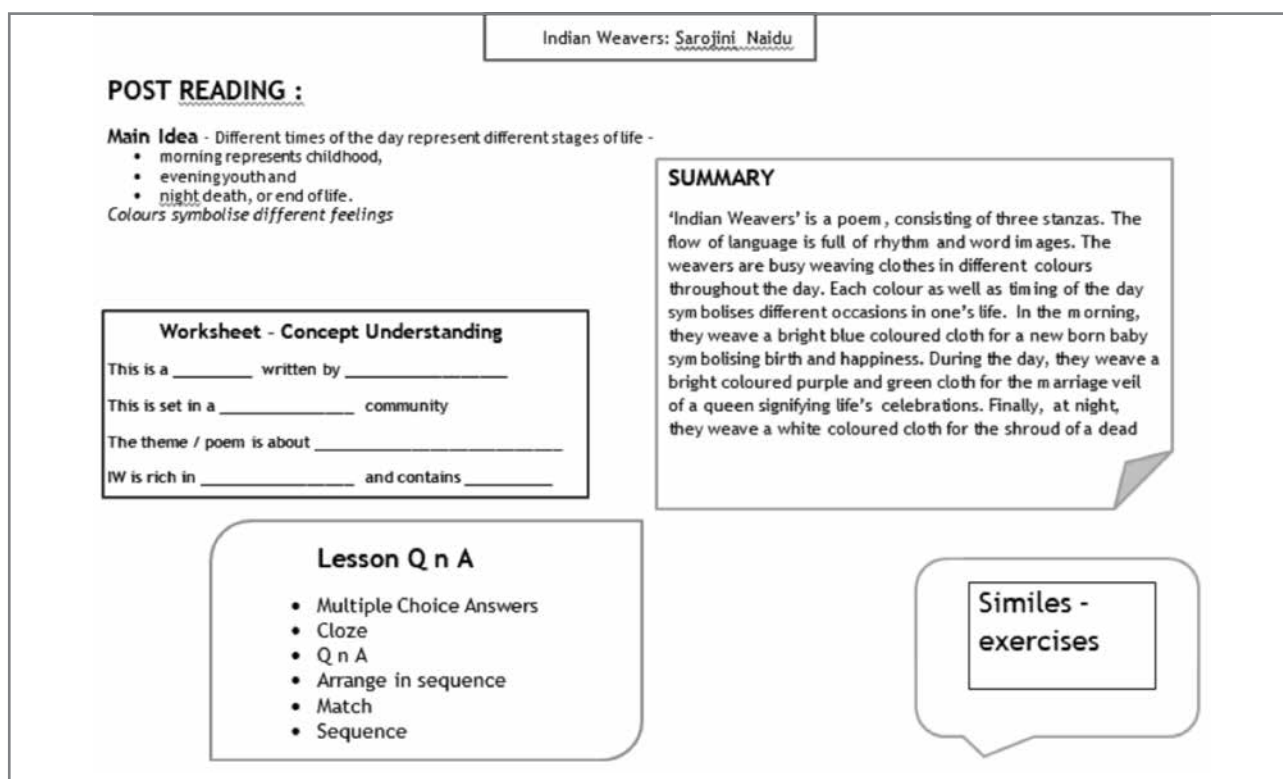 Indian Weavers: Sarojini Naidu
POST READING :
Main Idea - Different times of the day represent different stages of life -
• morning represents childhood,
• evening youth and
• night death, or end of life.
Colours symbolise different feelings
SUMMARY
‘Indian Weavers’ is a poem, consisting of three stanzas. The
flow of language is full of rhythm and word images. The
weavers are busy weaving clothes in different colours
throughout the day. Each colour as well as timing of the day
symbolises different occasions in one’s life. In the morning,
they weave a bright blue coloured cloth for a new born baby
symbolising birth and happiness. During the day, they weave a
bright coloured purple and green cloth for the marriage veil
of a queen signifying life’s celebrations. Finally, at night,
they weave a white coloured cloth for the shroud of a dead
Worksheet - Concept Understanding
This is a _________ written by __________________
This is set in a _______________ community
The theme / poem is about ____________________________
IW is rich in _________________ and contains __________
Lesson Q n A
• Multiple Choice Answers
• Cloze
• Q n A
• Arrange in sequence
• Match
• Sequence
Similes -
exercises